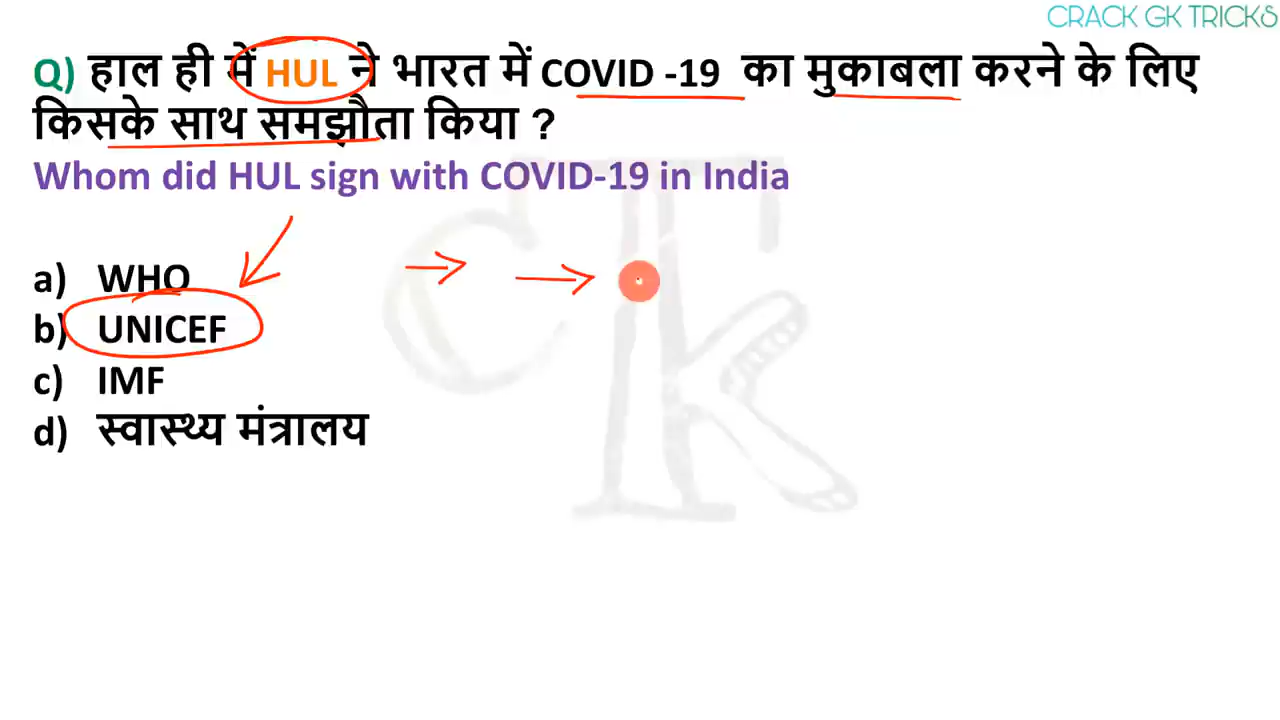 CRACK GK TRICKS
Q) हाल ही में HUL ने भारत में COVID -19 का मुकाबला करने के लिए
किसके साथ समझौता किया ?
Whom did HUL sign with COVID-19 in India
a) WHO
b) UNICEF
c) IMF
d) स्वास्थ्य मंत्रालय
CTk